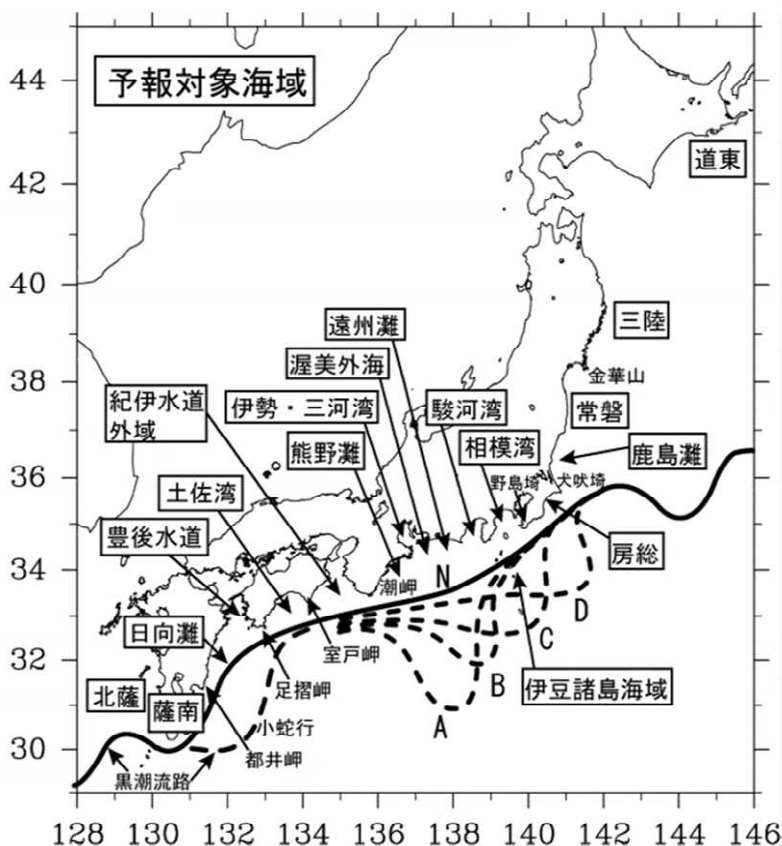 予報対象海域
44
道東
42
40
遠州灘
三陸
渥美外海
38
金華山
紀伊水道
外域
伊勢・三河湾
駿河湾
常磐
熊野灘
相模湾
鹿島灘
36
野島埼
犬吠埼
土佐湾
豊後水道
房総
34
潮岬
N
D
日向灘
室戸岬
C
32
足摺岬
B
伊豆諸島海域
北薩
薩南
A
小蛇行
30
都井岬
黒潮流路
128 130 132 134 136 138 140 142 144 146